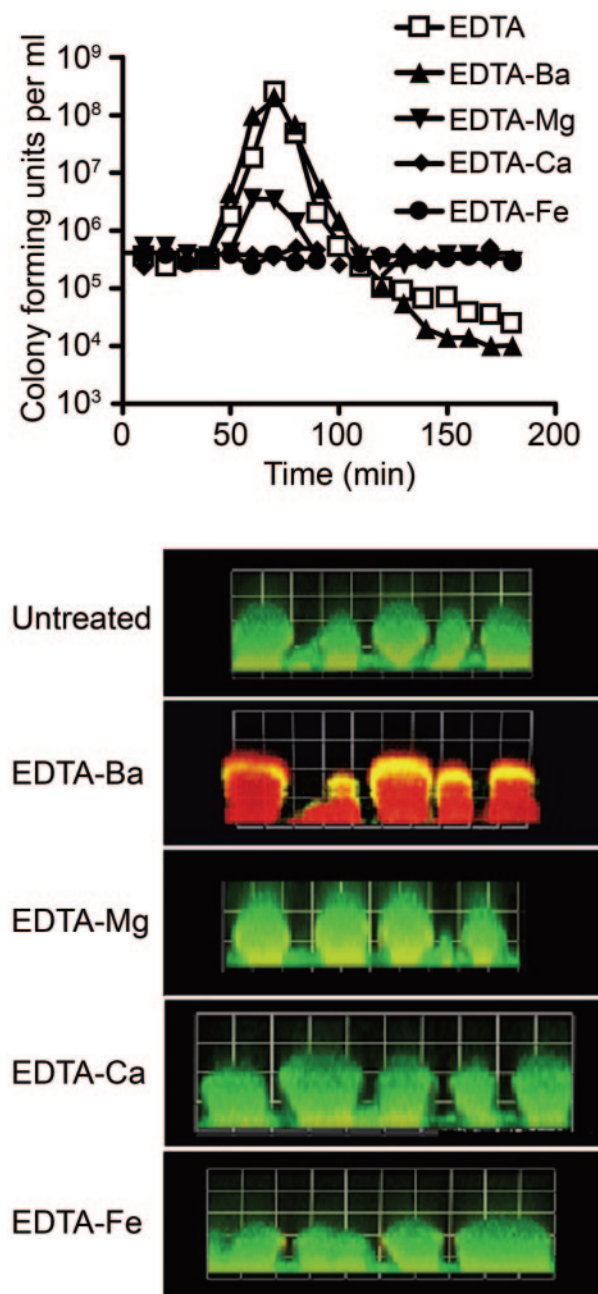 EDTA
EDTA-Ba
EDTA-Mg
EDTA-Ca
EDTA-Fe
Colony forming units per ml
10⁹
10⁸
10⁷
10⁶
10⁵
10⁴
10³
0 50 100 150 200
Time (min)
Untreated
EDTA-Ba
EDTA-Mg
EDTA-Ca
EDTA-Fe